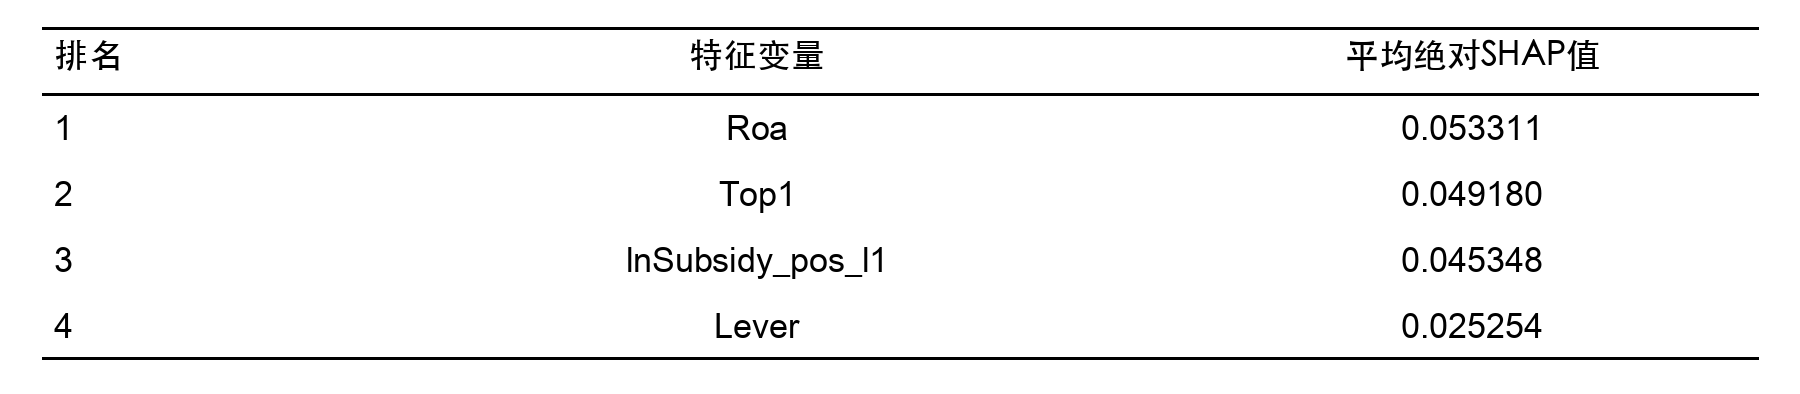 排名 特征变量 平均绝对SHAP值
1 Roa 0.053311
2 Top1 0.049180
3 lnSubsidy_pos_l1 0.045348
4 Lever 0.025254